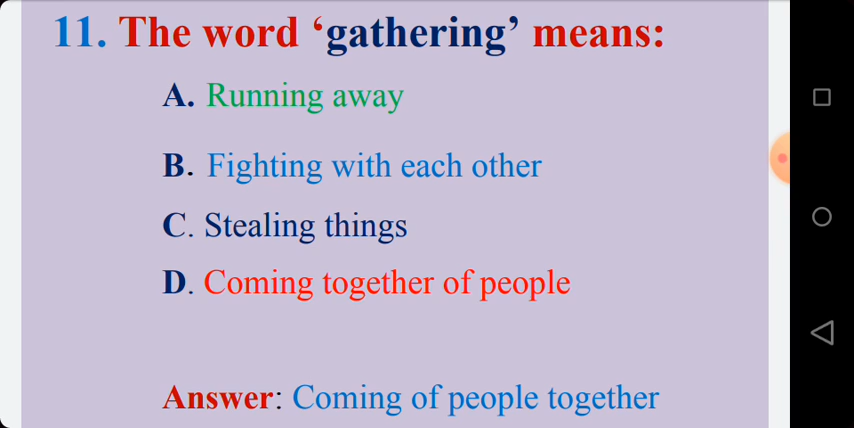 11. The word ‘gathering’ means:
A. Running away
B. Fighting with each other
C. Stealing things
D. Coming together of people
Answer: Coming of people together